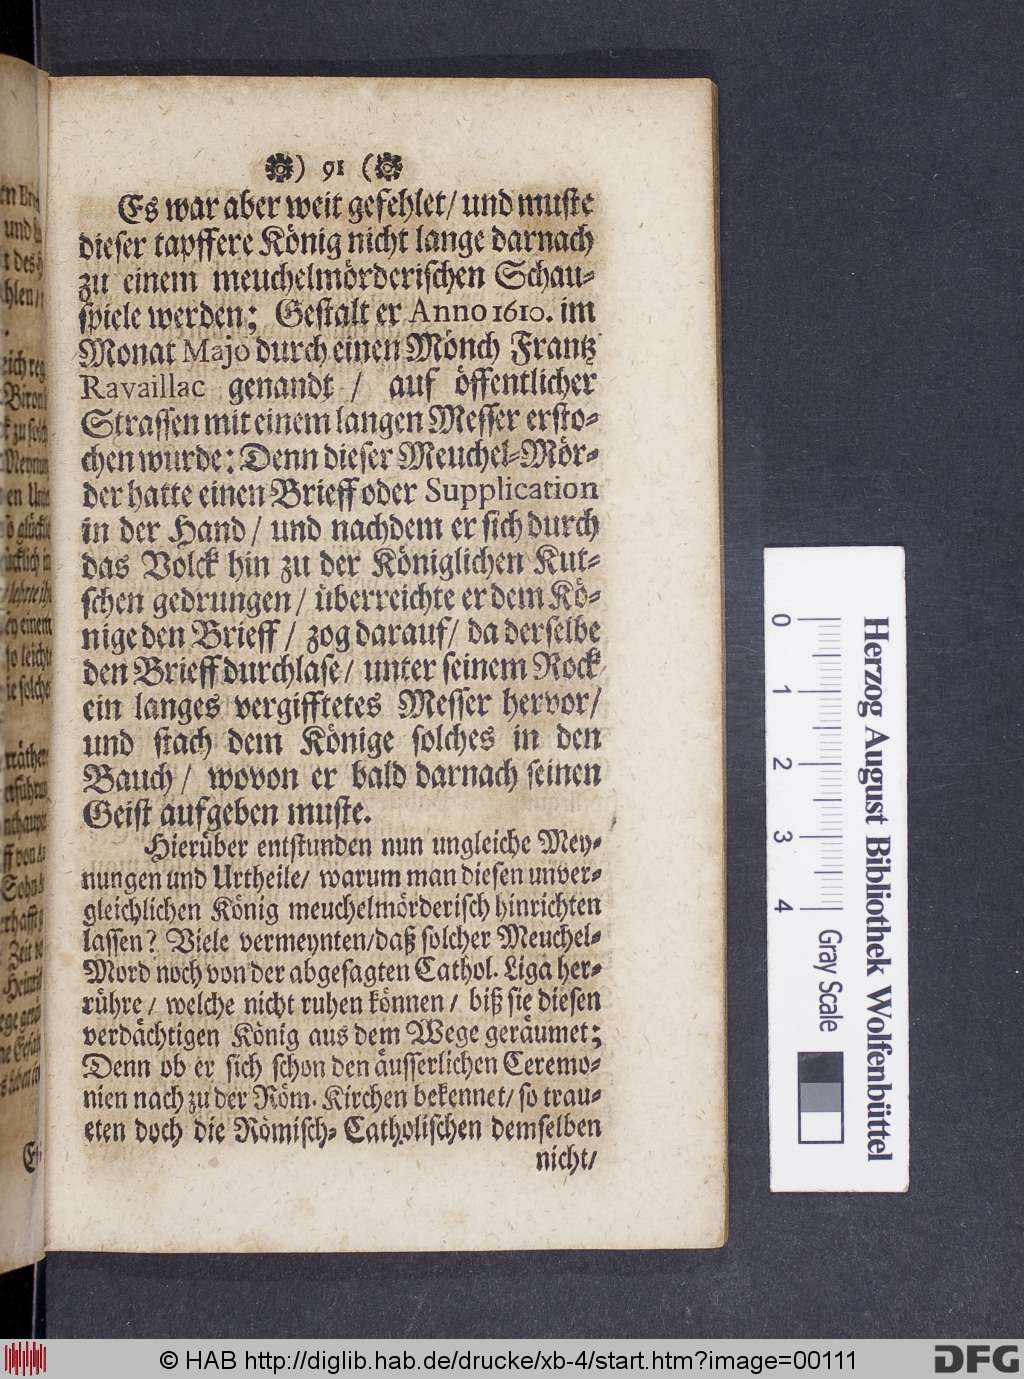 ) 91 (
Es war aber weit gefehlet/ und muste
dieser tapffere König nicht lange darnach
zu einem meuchelmörderischen Schau-
spiele werden; Gestalt er Anno 1610. im
Monat Majo durch einen Mönch Frantz
Ravaillac genandt / auf öffentlicher
Strassen mit einem langen Messer ersto-
chen wurde: Denn dieser Meuchel-Mör-
der hatte einen Brieff oder Supplication
in der Hand/ und nachdem er sich durch
das Volck hin zu der Königlichen Kut-
schen gedrungen/ überreichte er dem Kö-
nige den Brieff/ zog darauf/ da derselbe
den Brieff durchlase/ unter seinem Rock
ein langes vergifftetes Messer hervor/
und stach dem Könige solches in den
Bauch/ wovon er bald darnach seinen
Geist aufgeben muste.
Hierüber entstunden nun ungleiche Mey-
nungen und Urtheile/ warum man diesen unver-
gleichlichen König meuchelmörderisch hinrichten
lassen? Viele vermeynten/daß solcher Meuchel-
Mord noch von der abgesagten Cathol. Liga her-
rühre/ welche nicht ruhen können/ biß sie diesen
verdächtigen König aus dem Wege geräumet;
Denn ob er sich schon den äusserlichen Ceremo-
nien nach zu der Röm. Kirchen bekennet/ so trau-
eten doch die Römisch-Catholischen demselben
nicht/
0 1 2 3 4 Gray Scale
Herzog August Bibliothek Wolfenbüttel
© HAB http://diglib.hab.de/drucke/xb-4/start.htm?image=00111
DFG